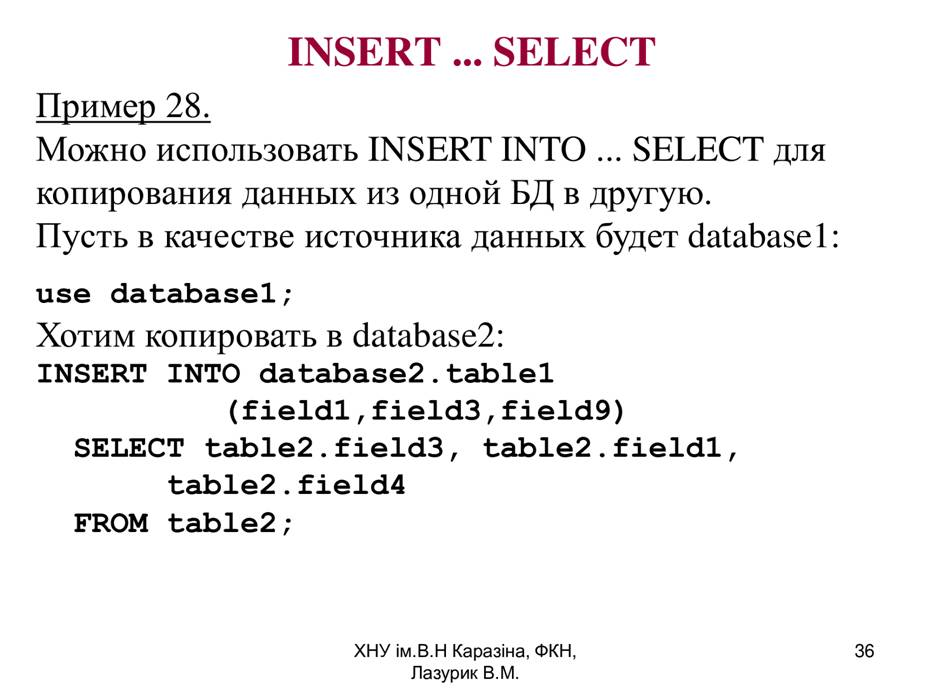 INSERT ... SELECT
Пример 28.
Можно использовать INSERT INTO ... SELECT для
копирования данных из одной БД в другую.
Пусть в качестве источника данных будет database1:
use database1;
Хотим копировать в database2:
INSERT INTO database2.table1
(field1,field3,field9)
SELECT table2.field3, table2.field1,
table2.field4
FROM table2;
ХНУ ім.В.Н Каразіна, ФКН,
Лазурик В.М.
36